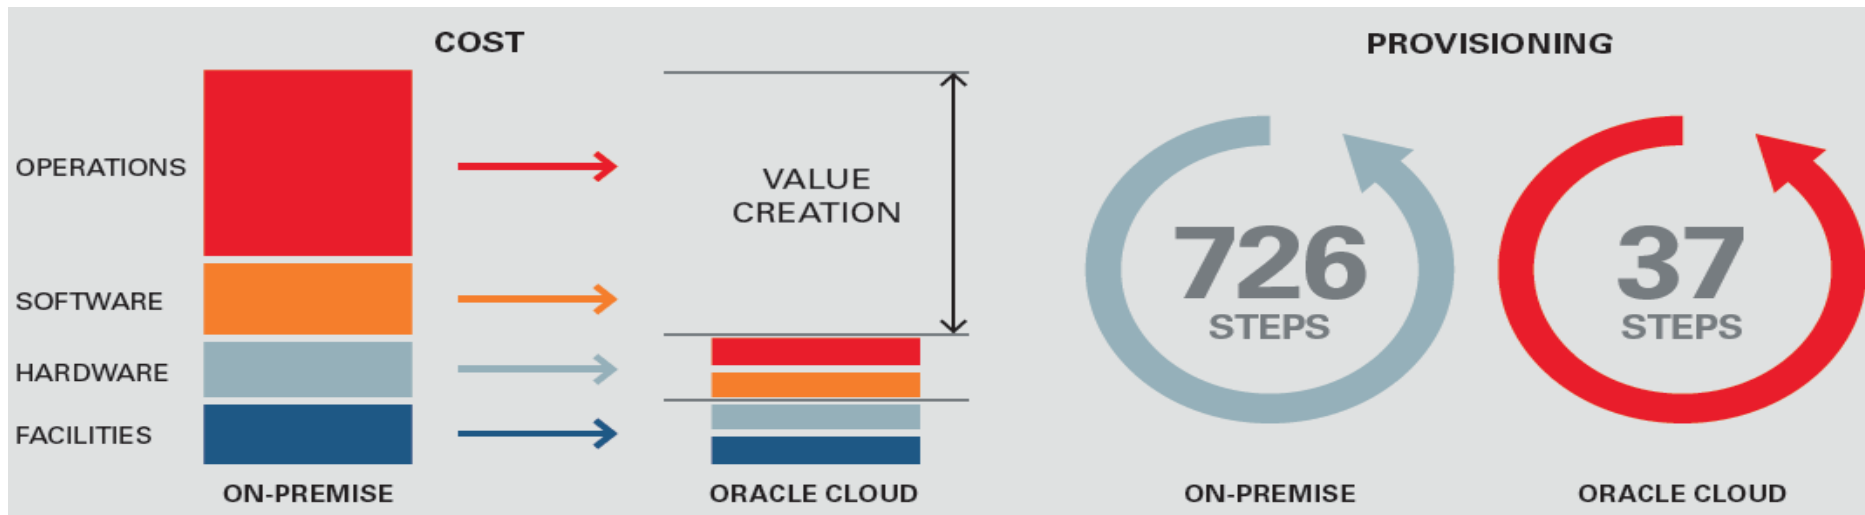 COST
OPERATIONS
SOFTWARE
HARDWARE
FACILITIES
ON-PREMISE
VALUE
CREATION
ORACLE CLOUD
PROVISIONING
726
STEPS
ON-PREMISE
37
STEPS
ORACLE CLOUD